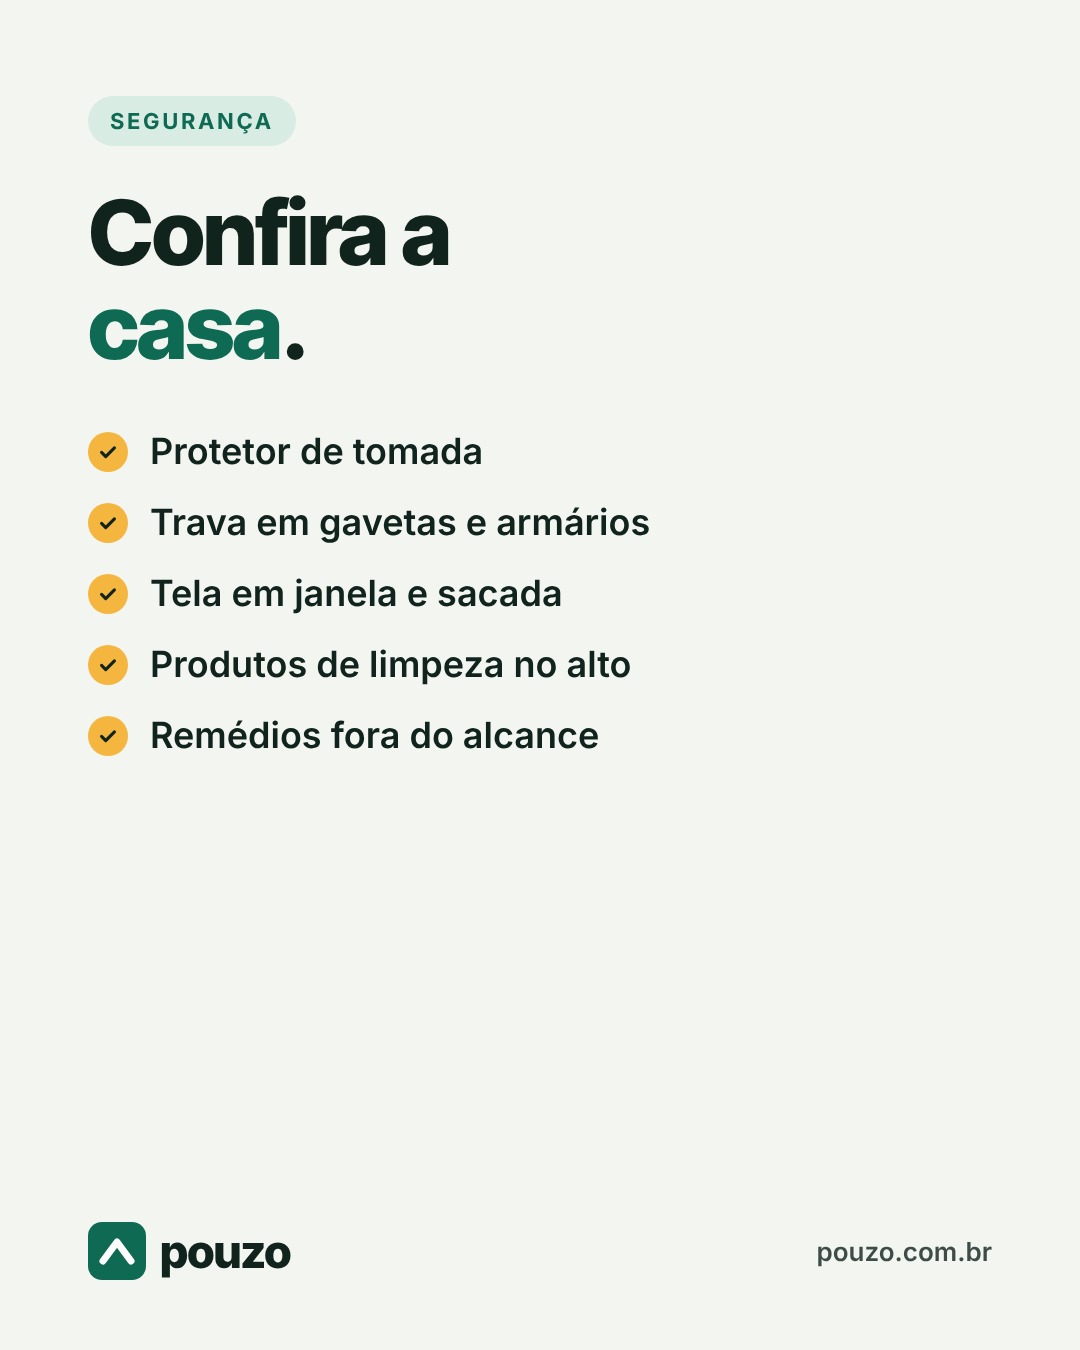 SEGURANÇA
Confira a
casa.
Protetor de tomada
Trava em gavetas e armários
Tela em janela e sacada
Produtos de limpeza no alto
Remédios fora do alcance
pouzo
pouzo.com.br